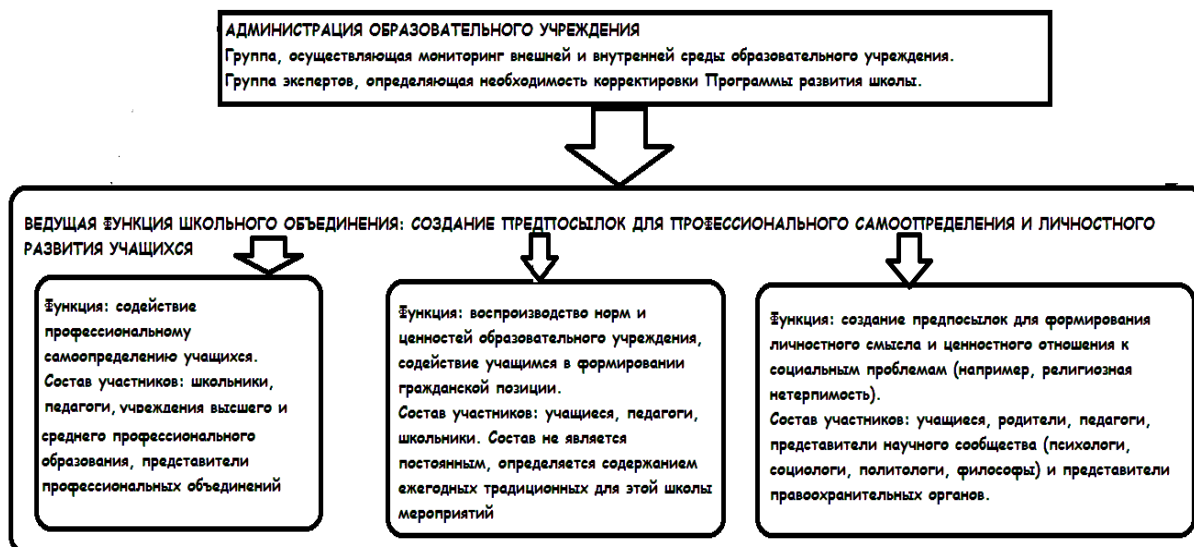 АДМИНИСТРАЦИЯ ОБРАЗОВАТЕЛЬНОГО УЧРЕЖДЕНИЯ
Группа, осуществляющая мониторинг внешней и внутренней среды образовательного учреждения.
Группа экспертов, определяющая необходимость корректировки Программы развития школы.
ВЕДУЩАЯ ФУНКЦИЯ ШКОЛЬНОГО ОБЪЕДИНЕНИЯ: СОЗДАНИЕ ПРЕДПОСЫЛОК ДЛЯ ПРОФЕССИОНАЛЬНОГО САМООПРЕДЕЛЕНИЯ И ЛИЧНОСТНОГО
РАЗВИТИЯ УЧАЩИХСЯ
Функция: содействие
профессиональному
самоопределению учащихся.
Состав участников: школьники,
педагоги, учреждения высшего и
среднего профессионального
образования, представители
профессиональных объединений
Функция: воспроизводство норм и
ценностей образовательного учреждения,
содействие учащимся в формировании
гражданской позиции.
Состав участников: учащиеся, педагоги,
школьники. Состав не является
постоянным, определяется содержанием
ежегодных традиционных для этой школы
мероприятий
Функция: создание предпосылок для формирования
личностного смысла и ценностного отношения к
социальным проблемам (например, религиозная
нетерпимость).
Состав участников: учащиеся, родители, педагоги,
представители научного сообщества (психологи,
социологи, политологи, философы) и представители
правоохранительных органов.